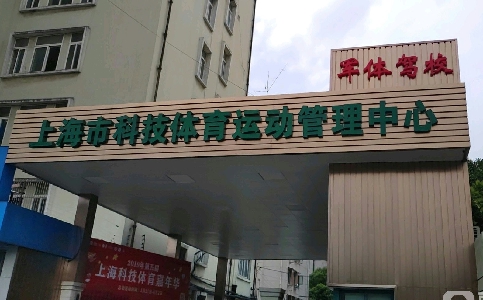 军体驾校
上海市科技体育运动管理中心
上海科技体育嘉年华